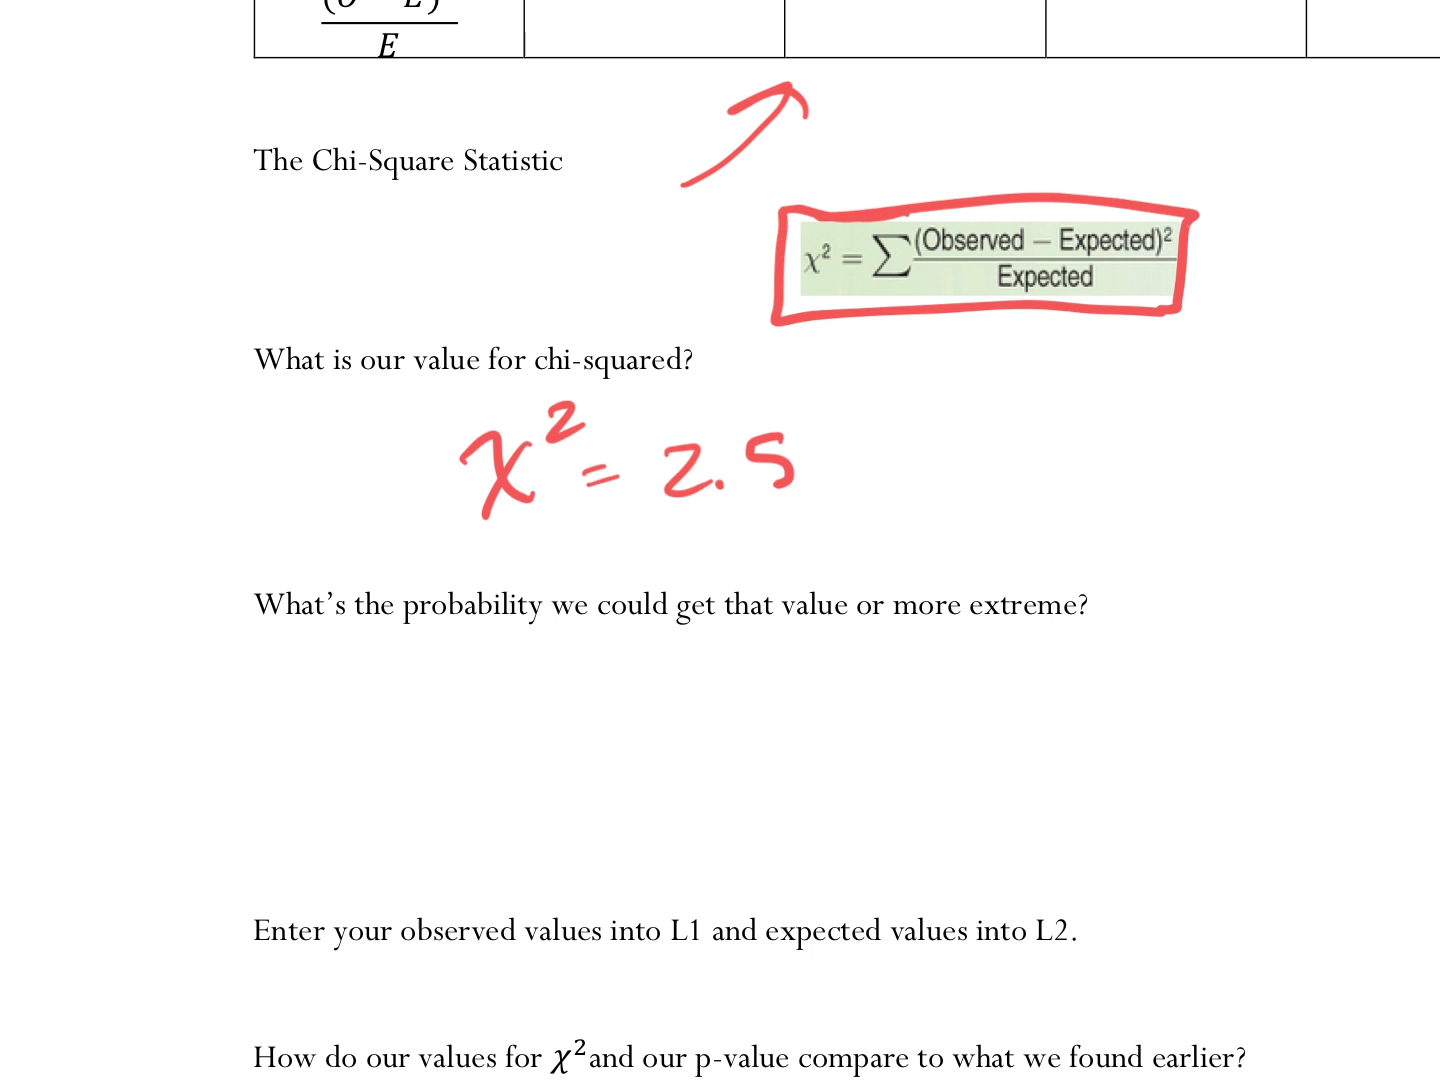 (O − E)
E
The Chi-Square Statistic
χ² = ∑ (Observed − Expected)² / Expected
What is our value for chi-squared?
χ² = 2.5
What's the probability we could get that value or more extreme?
Enter your observed values into L1 and expected values into L2.
How do our values for χ² and our p-value compare to what we found earlier?